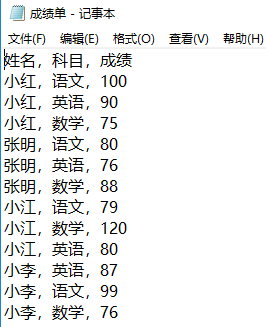 成绩单 - 记事本
文件(F) 编辑(E) 格式(O) 查看(V) 帮助(H)
姓名，科目，成绩
小红，语文，100
小红，英语，90
小红，数学，75
张明，语文，80
张明，英语，76
张明，数学，88
小江，语文，79
小江，数学，120
小江，英语，80
小李，英语，87
小李，语文，99
小李，数学，76